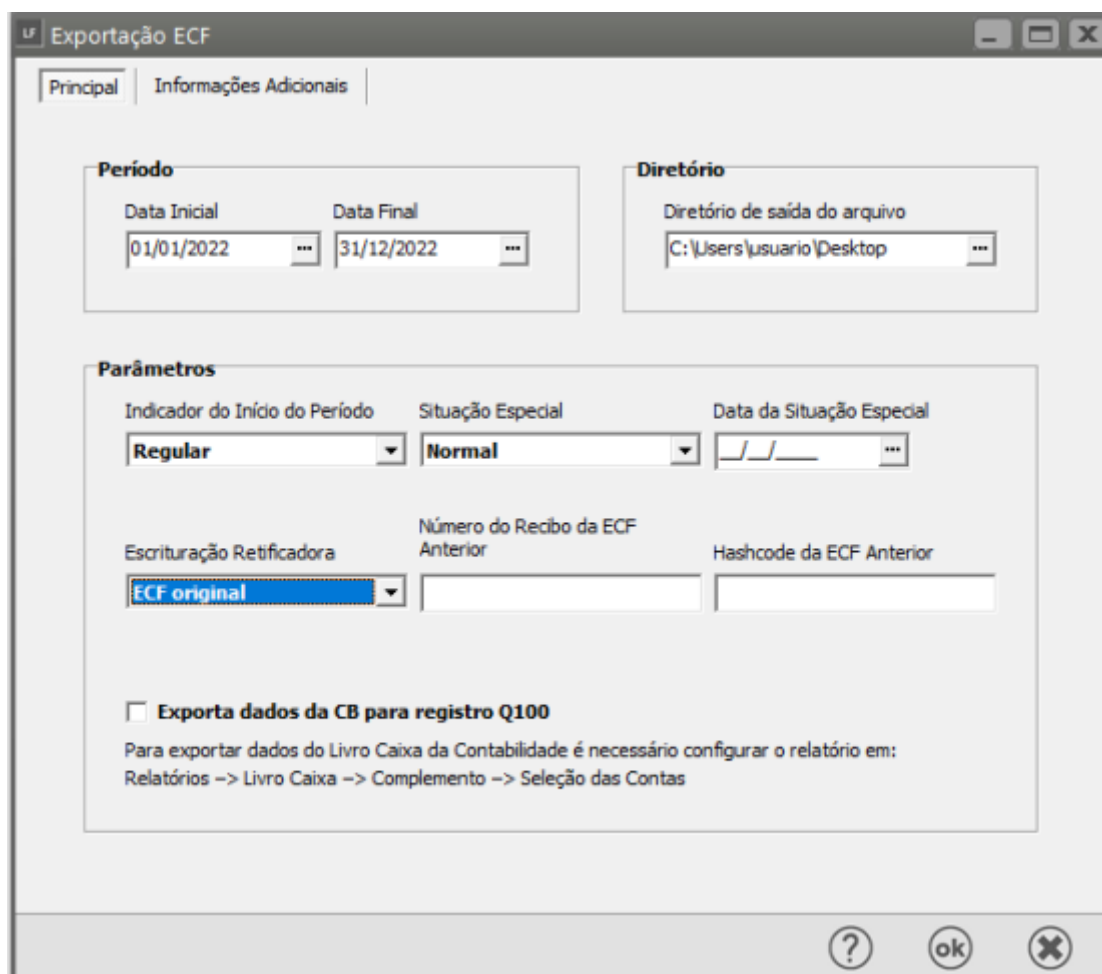 LF Exportação ECF
Principal Informações Adicionais
Período
Diretório
Data Inicial Data Final
Diretório de saída do arquivo
01/01/2022 ... 31/12/2022 ...
C:\Users\usuario\Desktop ...
Parâmetros
Indicador do Início do Período Situação Especial Data da Situação Especial
Regular Normal __/__/____ ...
Número do Recibo da ECF
Escrituração Retificadora Anterior Hashcode da ECF Anterior
ECF original
Exporta dados da CB para registro Q100
Para exportar dados do Livro Caixa da Contabilidade é necessário configurar o relatório em:
Relatórios –> Livro Caixa –> Complemento –> Seleção das Contas
? ok